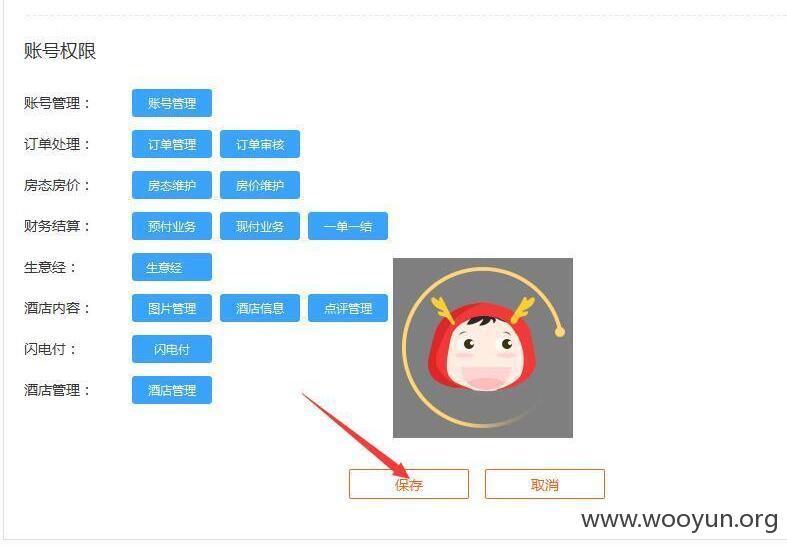 账号权限
账号管理： 账号管理
订单处理： 订单管理 订单审核
房态房价： 房态维护 房价维护
财务结算： 预付业务 现付业务 一单一结
生意经： 生意经
酒店内容： 图片管理 酒店信息 点评管理
闪电付： 闪电付
酒店管理： 酒店管理
保存 取消
www.wooyun.org